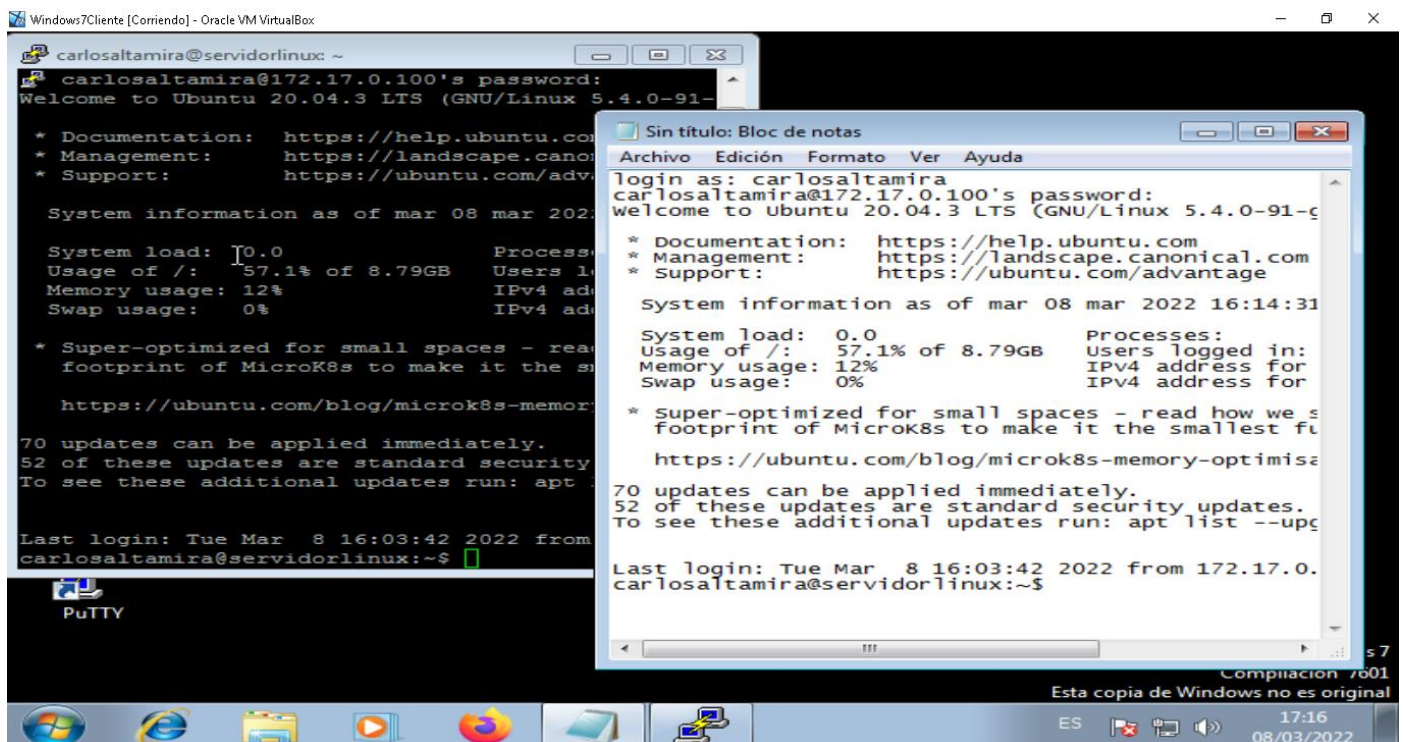 Windows7Cliente [Corriendo] - Oracle VM VirtualBox
carlosaltamira@servidorlinux: ~
carlosaltamira@172.17.0.100's password:
Welcome to Ubuntu 20.04.3 LTS (GNU/Linux 5.4.0-91-
* Documentation: https://help.ubuntu.co
* Management: https://landscape.cano
* Support: https://ubuntu.com/adv
System information as of mar 08 mar 202
System load: 0.0 Process
Usage of /: 57.1% of 8.79GB Users l
Memory usage: 12% IPv4 ad
Swap usage: 0% IPv4 ad
* Super-optimized for small spaces - rea
footprint of MicroK8s to make it the s
https://ubuntu.com/blog/microk8s-memor
70 updates can be applied immediately.
52 of these updates are standard security
To see these additional updates run: apt
Last login: Tue Mar 8 16:03:42 2022 from
carlosaltamira@servidorlinux:~$
Sin título: Bloc de notas
Archivo Edición Formato Ver Ayuda
login as: carlosaltamira
carlosaltamira@172.17.0.100's password:
Welcome to Ubuntu 20.04.3 LTS (GNU/Linux 5.4.0-91-g
* Documentation: https://help.ubuntu.com
* Management: https://landscape.canonical.com
* Support: https://ubuntu.com/advantage
System information as of mar 08 mar 2022 16:14:31
System load: 0.0 Processes:
Usage of /: 57.1% of 8.79GB Users logged in:
Memory usage: 12% IPv4 address for
Swap usage: 0% IPv4 address for
* Super-optimized for small spaces - read how we s
footprint of MicroK8s to make it the smallest fu
https://ubuntu.com/blog/microk8s-memory-optimisa
70 updates can be applied immediately.
52 of these updates are standard security updates.
To see these additional updates run: apt list --upg
Last login: Tue Mar 8 16:03:42 2022 from 172.17.0.
carlosaltamira@servidorlinux:~$
PuTTY
s 7
Compilación 7601
Esta copia de Windows no es original
ES
17:16
08/03/2022